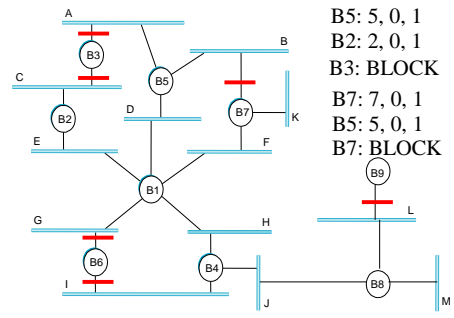 A
B5: 5, 0, 1
B2: 2, 0, 1
B3: BLOCK
B7: 7, 0, 1
B5: 5, 0, 1
B7: BLOCK
B3
B
B5
C
B7
D
K
B2
E
F
B9
B1
L
G
H
B6
B4
I
J
B8
M